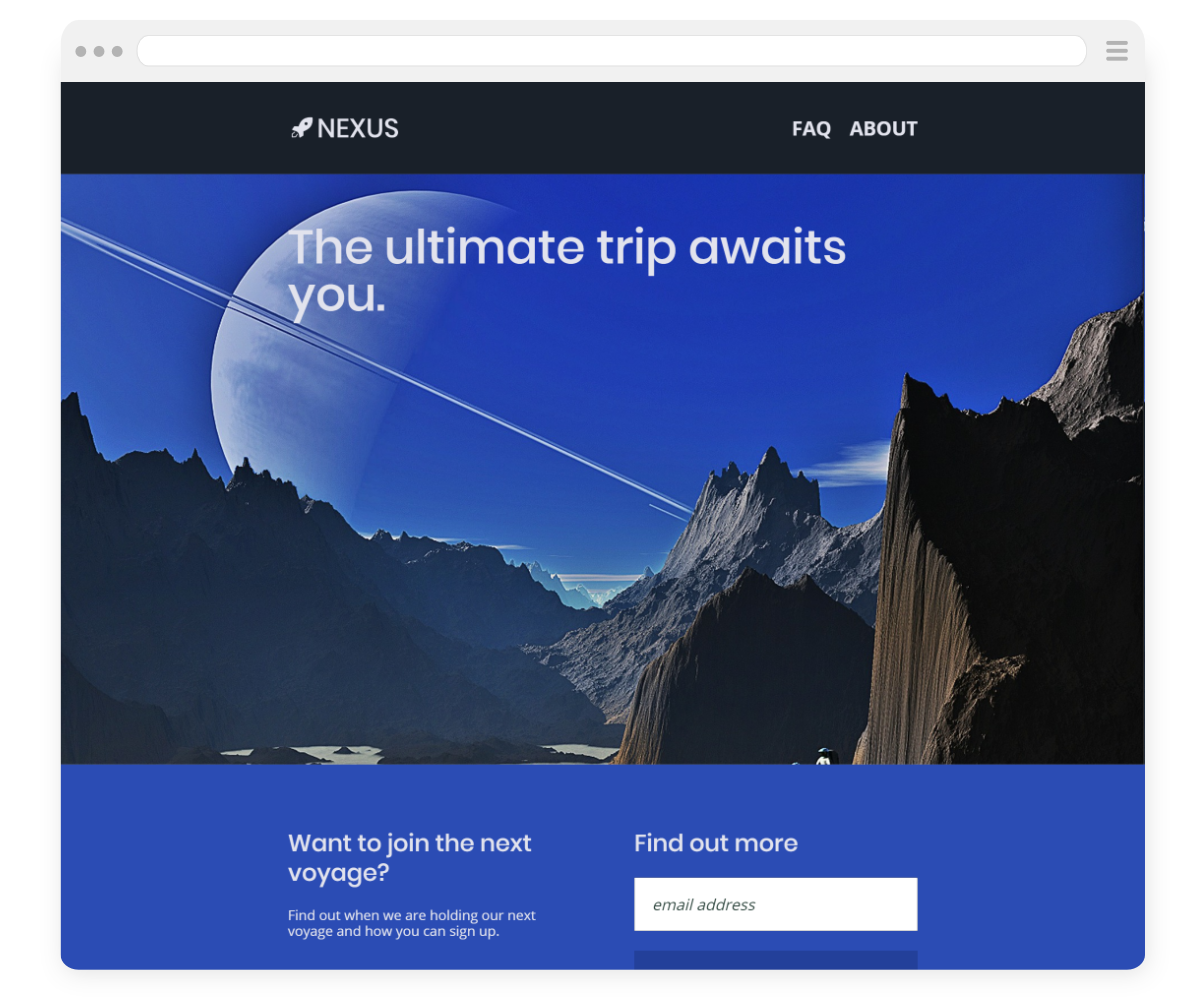 NEXUS
FAQ ABOUT
The ultimate trip awaits
you.
Want to join the next
voyage?
Find out when we are holding our next
voyage and how you can sign up.
Find out more
email address